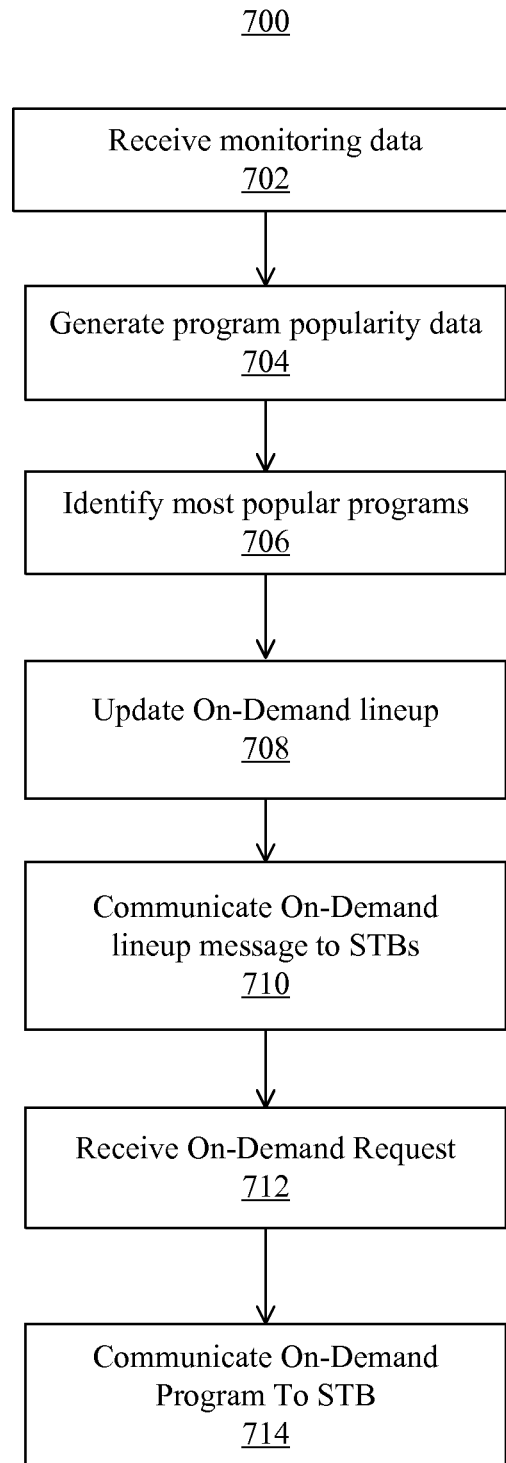 700
Receive monitoring data
702
Generate program popularity data
704
Identify most popular programs
706
Update On-Demand lineup
708
Communicate On-Demand
lineup message to STBs
710
Receive On-Demand Request
712
Communicate On-Demand
Program To STB
714